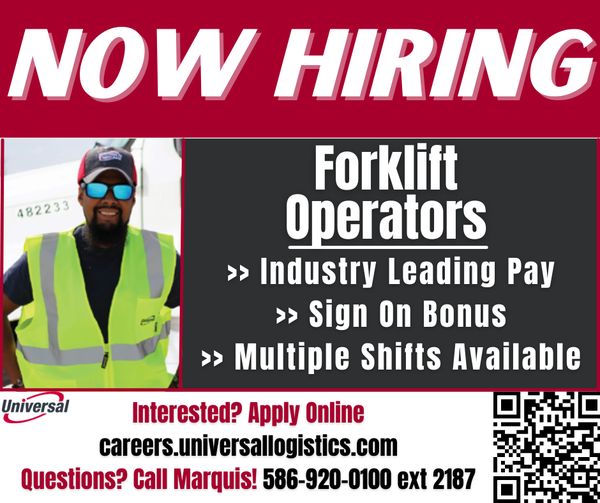 NOW HIRING
482233
Forklift
Operators
>> Industry Leading Pay
>> Sign On Bonus
>> Multiple Shifts Available
Universal
Interested? Apply Online
careers.universallogistics.com
Questions? Call Marquis! 586-920-0100 ext 2187